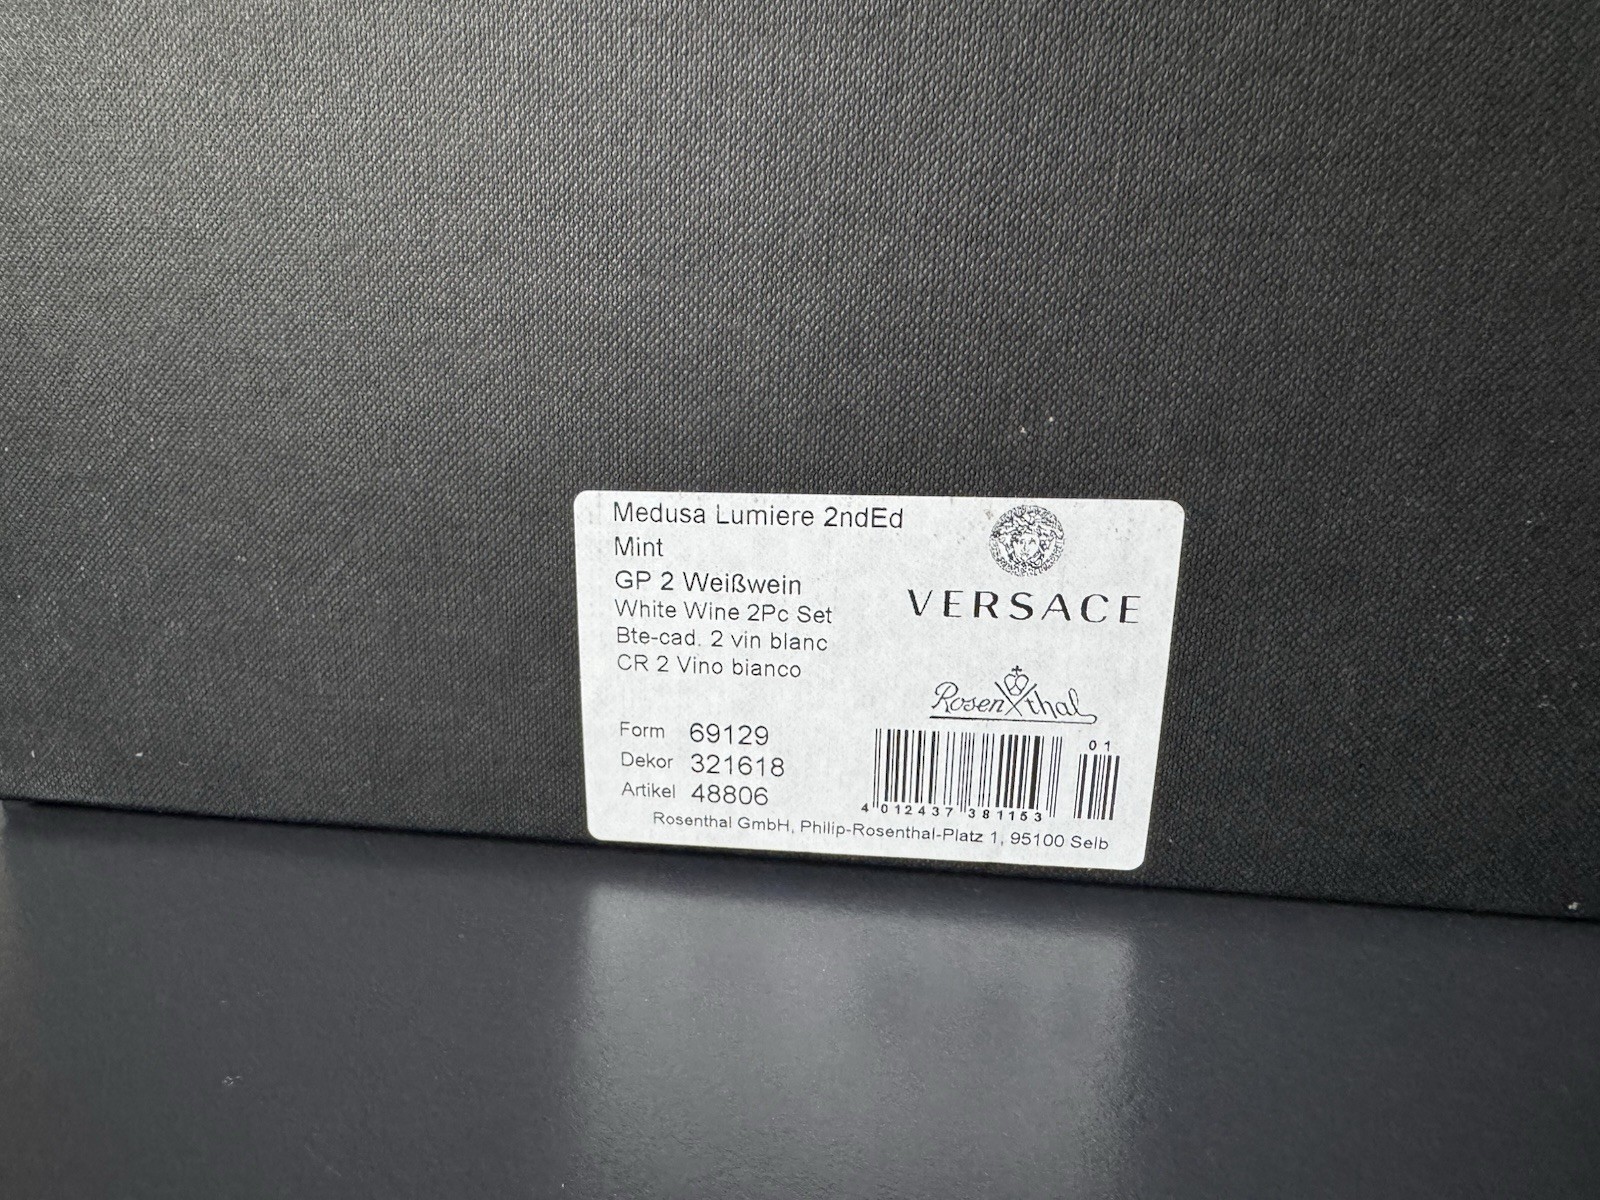 Medusa Lumiere 2ndEd
Mint
GP 2 Weißwein
White Wine 2Pc Set
Bte-cad. 2 vin blanc
CR 2 Vino bianco
VERSACE
Rosenthal
Form 69129
Dekor 321618
Artikel 48806
01
4 012437 381153
Rosenthal GmbH, Philip-Rosenthal-Platz 1, 95100 Selb